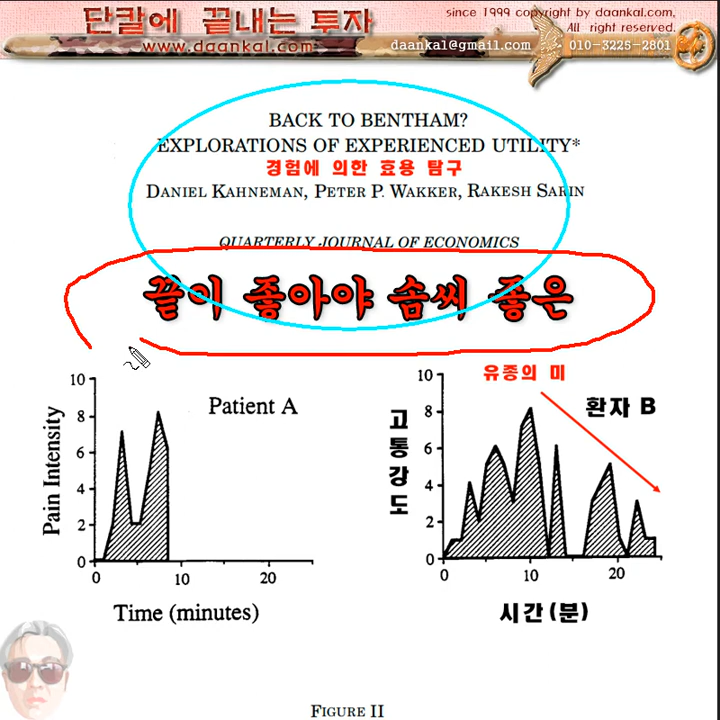 단칼에 끝내는 투자
since 1999 copyright by daankal.com,
All right reserved.
www.daankal.com
daankal@gmail.com
010-3225-2801
BACK TO BENTHAM?
EXPLORATIONS OF EXPERIENCED UTILITY*
경험에 의한 효용 탐구
DANIEL KAHNEMAN, PETER P. WAKKER, RAKESH SARIN
QUARTERLY JOURNAL OF ECONOMICS
끝이 좋아야 솜씨 좋은
Patient A
Pain Intensity
10
8
6
4
2
0
0 10 20
Time (minutes)
유종의 미
환자 B
고통강도
10
8
6
4
2
0
0 10 20
시간(분)
FIGURE II